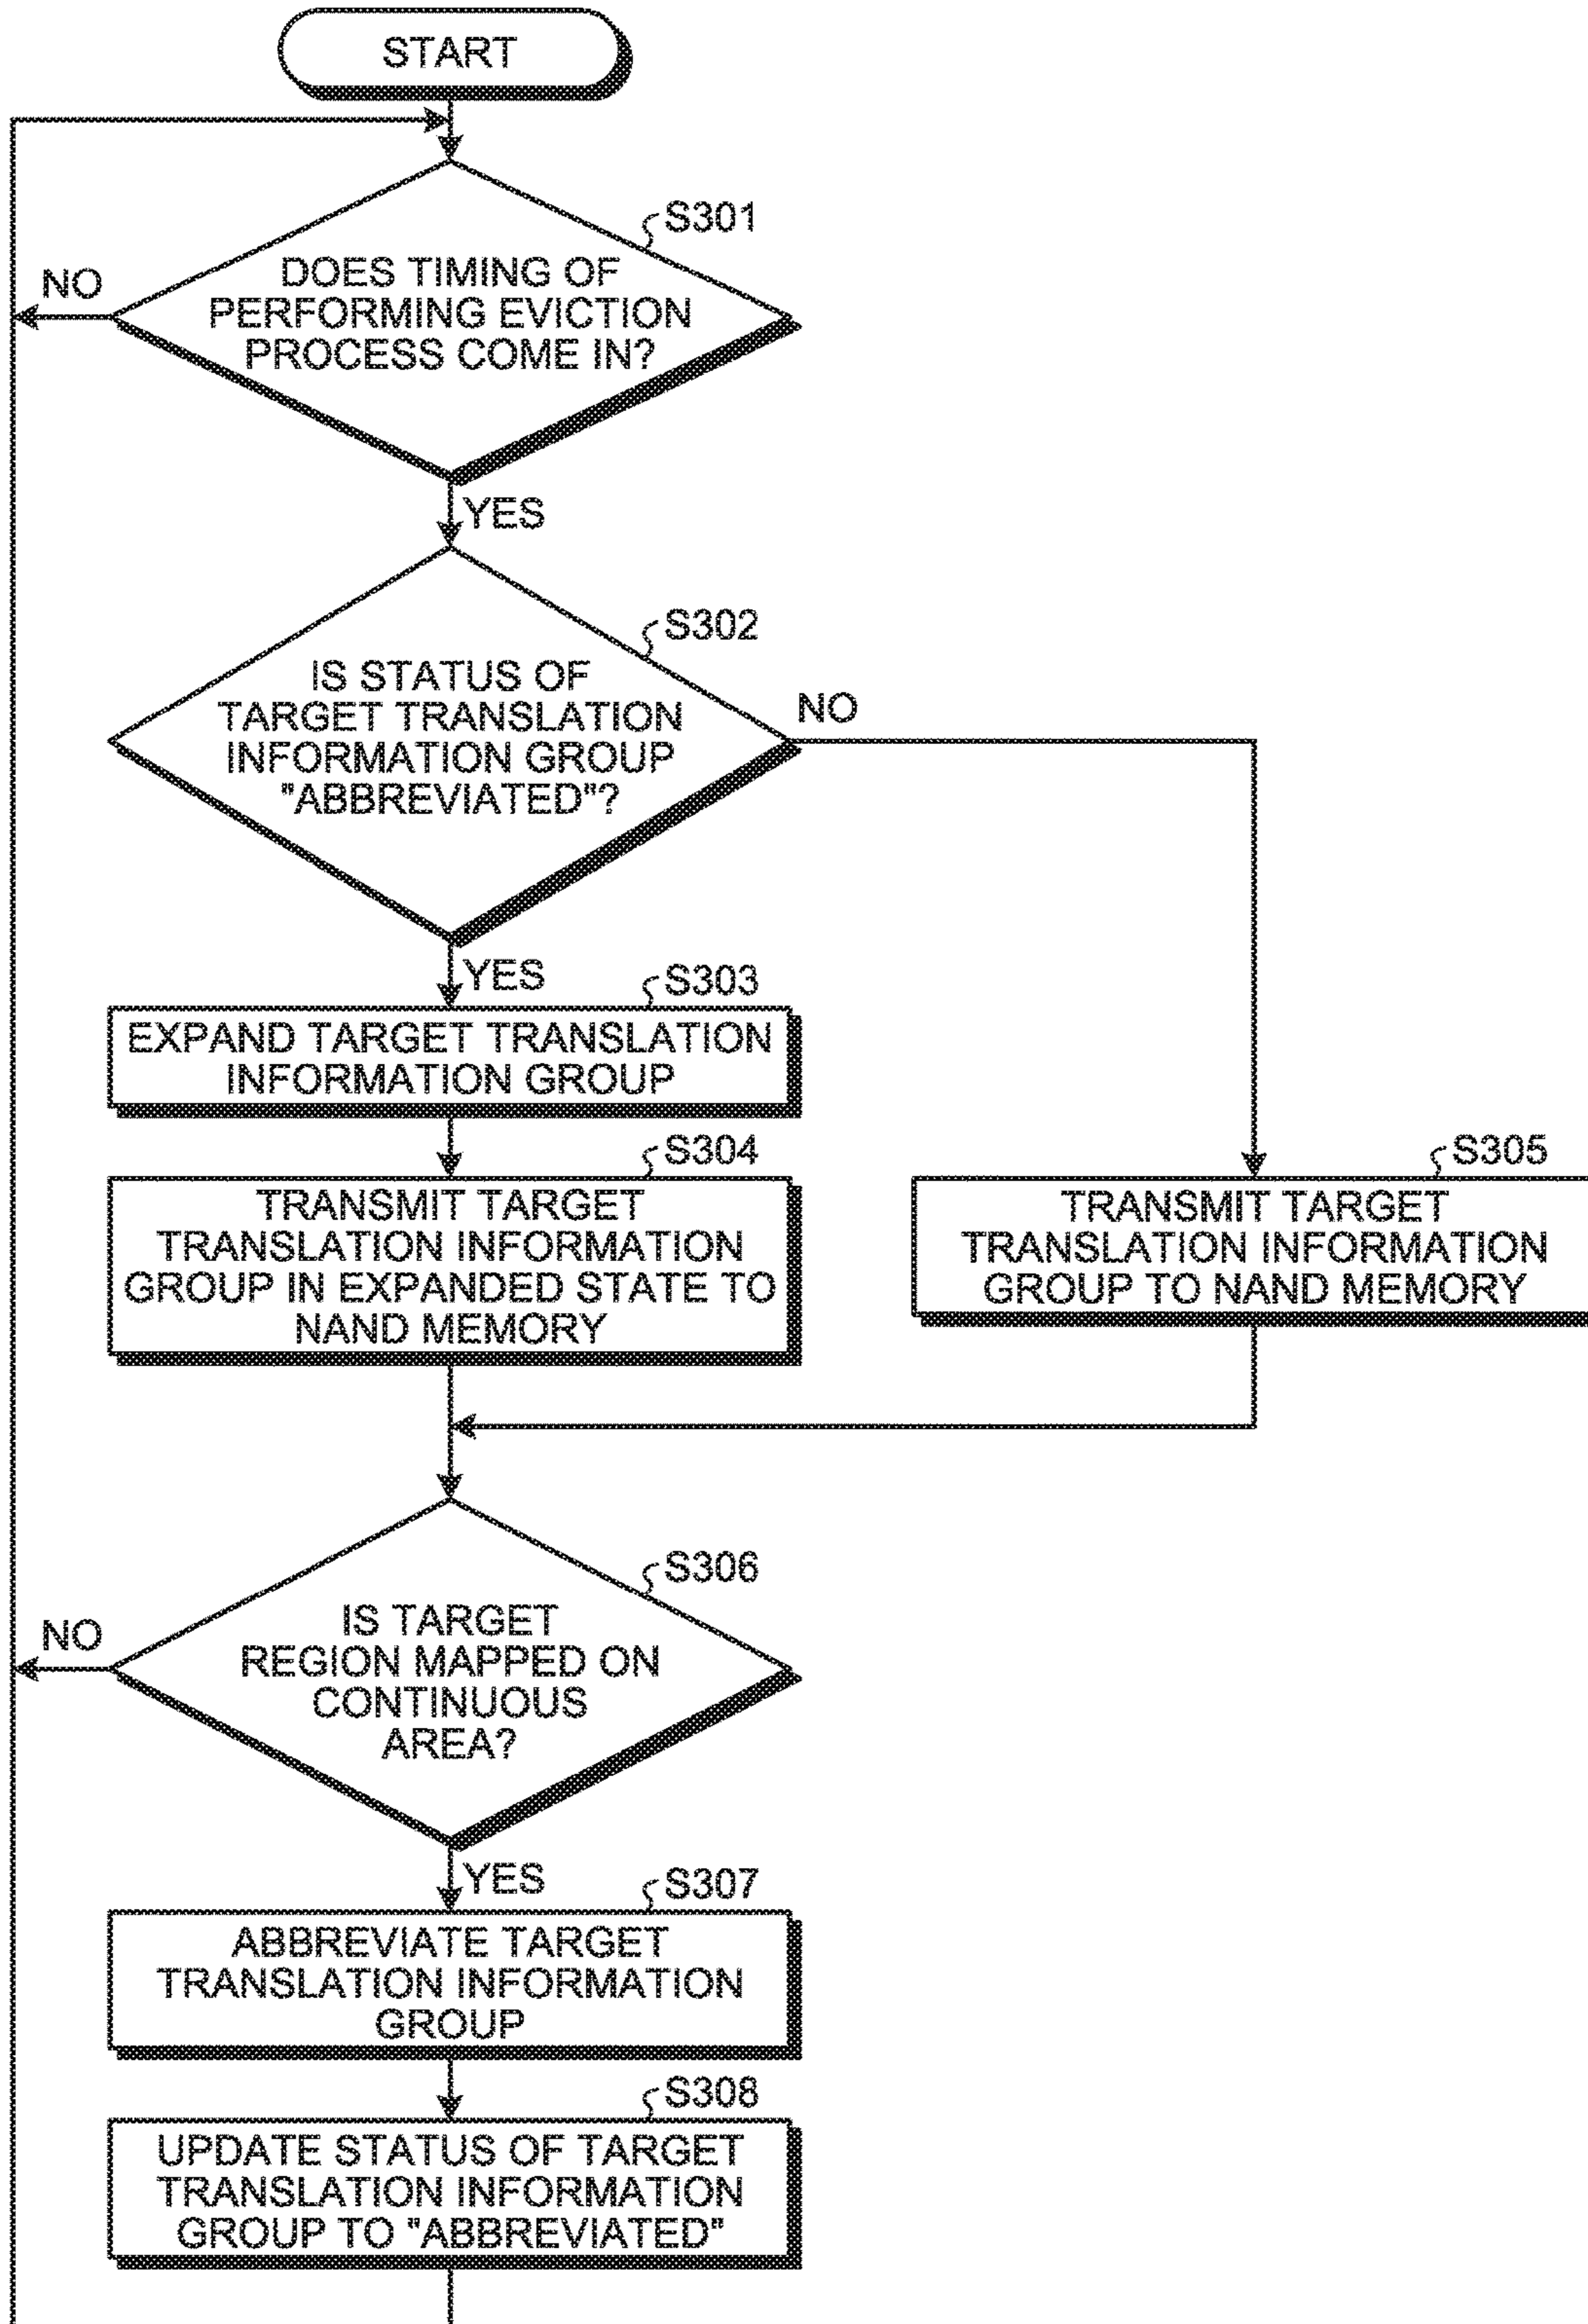 START
S301
DOES TIMING OF
PERFORMING EVICTION
PROCESS COME IN?
NO
YES
S302
IS STATUS OF
TARGET TRANSLATION
INFORMATION GROUP
"ABBREVIATED"?
NO
YES
S303
EXPAND TARGET TRANSLATION
INFORMATION GROUP
S304
TRANSMIT TARGET
TRANSLATION INFORMATION
GROUP IN EXPANDED STATE TO
NAND MEMORY
S305
TRANSMIT TARGET
TRANSLATION INFORMATION
GROUP TO NAND MEMORY
S306
IS TARGET
REGION MAPPED ON
CONTINUOUS
AREA?
NO
YES
S307
ABBREVIATE TARGET
TRANSLATION INFORMATION
GROUP
S308
UPDATE STATUS OF TARGET
TRANSLATION INFORMATION
GROUP TO "ABBREVIATED"